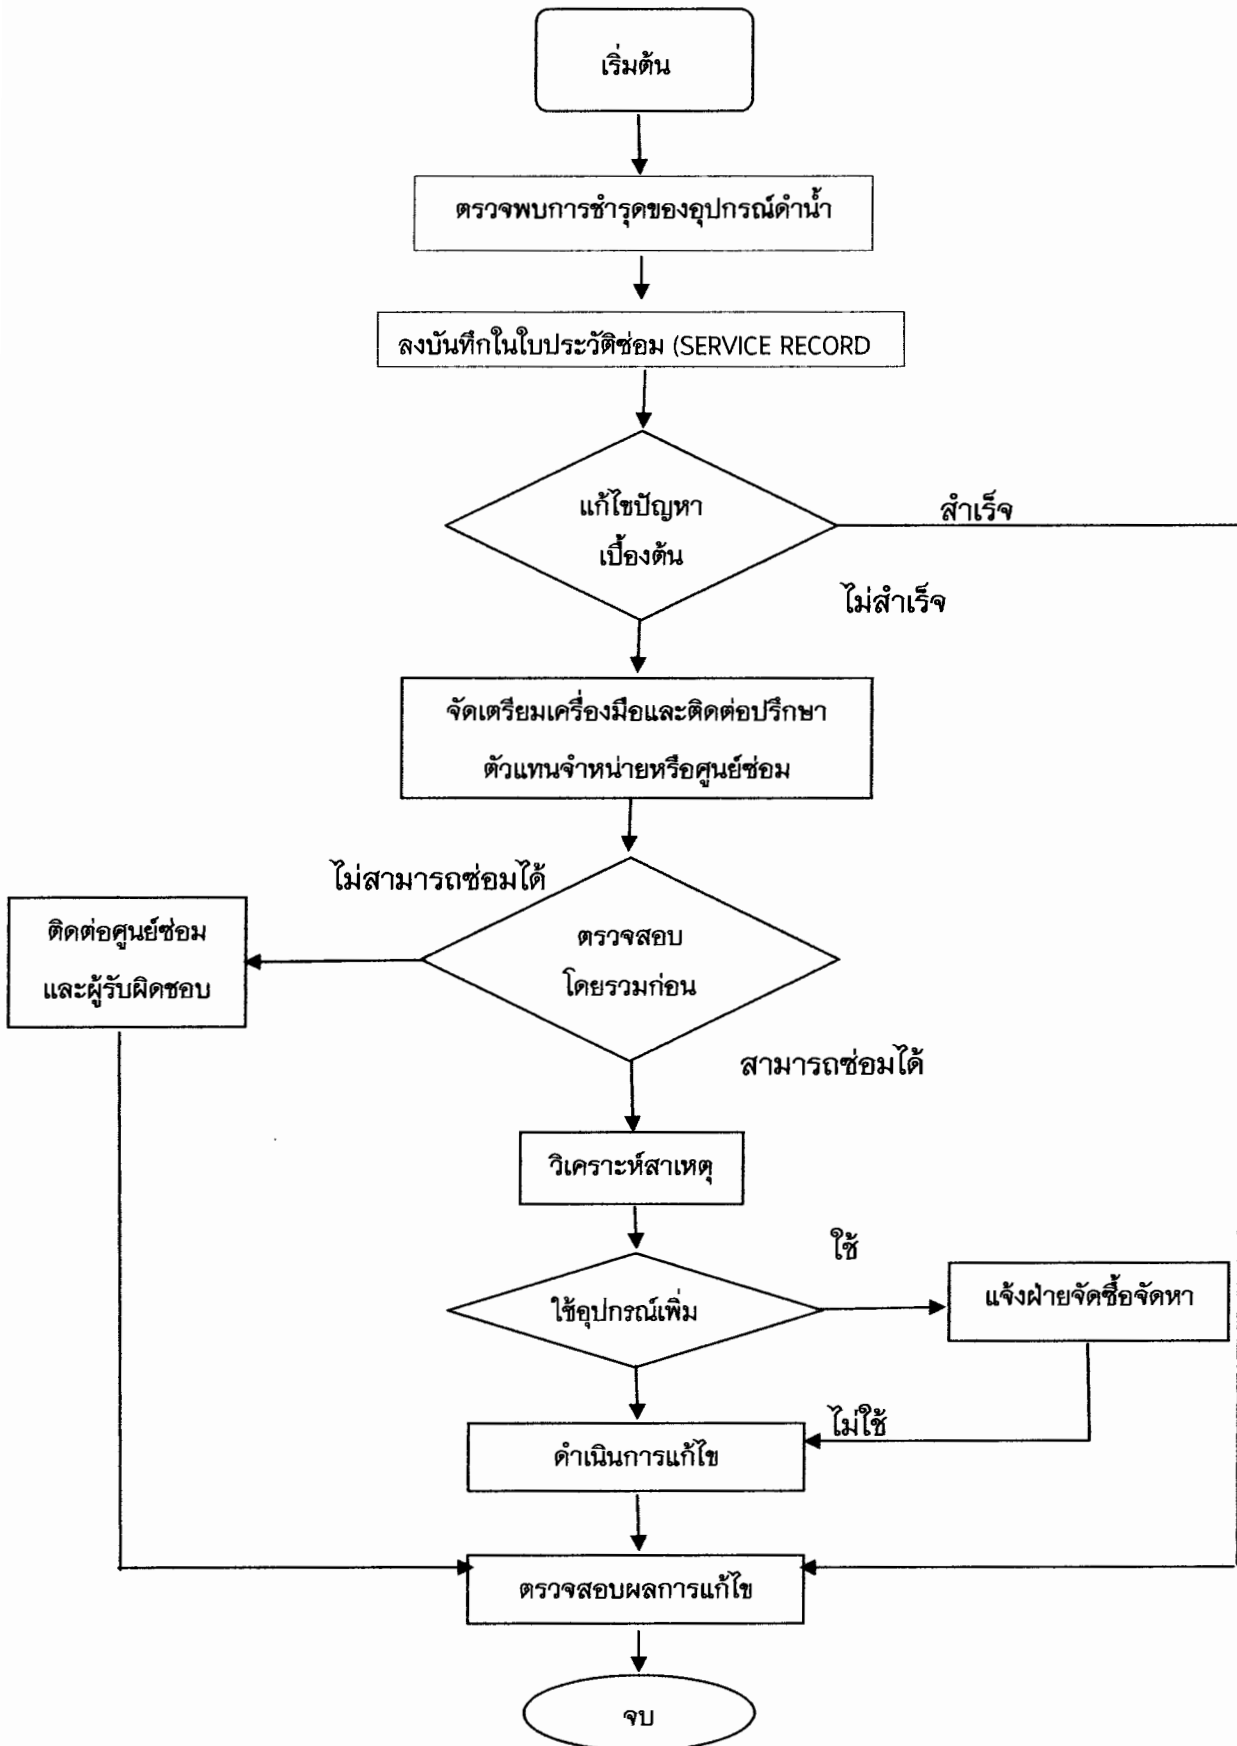 เริ่มต้น
ตรวจพบการชำรุดของอุปกรณ์ดำน้ำ
ลงบันทึกในใบประวัติซ่อม (SERVICE RECORD
แก้ไขปัญหา
เบื้องต้น
สำเร็จ
ไม่สำเร็จ
จัดเตรียมเครื่องมือและติดต่อปรึกษา
ตัวแทนจำหน่ายหรือศูนย์ซ่อม
ไม่สามารถซ่อมได้
ติดต่อศูนย์ซ่อม
และผู้รับผิดชอบ
ตรวจสอบ
โดยรวมก่อน
สามารถซ่อมได้
วิเคราะห์สาเหตุ
ใช้
ใช้อุปกรณ์เพิ่ม
แจ้งฝ่ายจัดซื้อจัดหา
ไม่ใช้
ดำเนินการแก้ไข
ตรวจสอบผลการแก้ไข
จบ